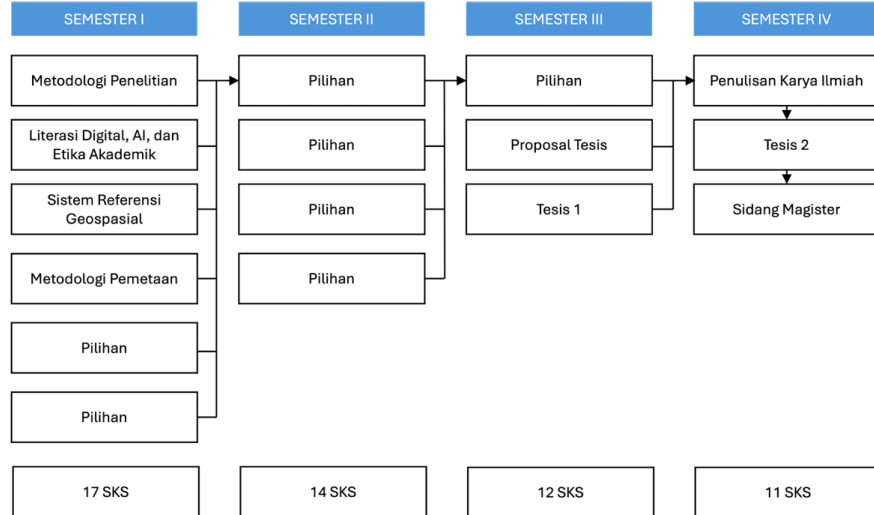 SEMESTER I
SEMESTER II
SEMESTER III
SEMESTER IV
Metodologi Penelitian
Pilihan
Pilihan
Penulisan Karya Ilmiah
Literasi Digital, AI, dan
Etika Akademik
Pilihan
Proposal Tesis
Tesis 2
Sistem Referensi
Geospasial
Pilihan
Tesis 1
Sidang Magister
Metodologi Pemetaan
Pilihan
Pilihan
Pilihan
17 SKS
14 SKS
12 SKS
11 SKS